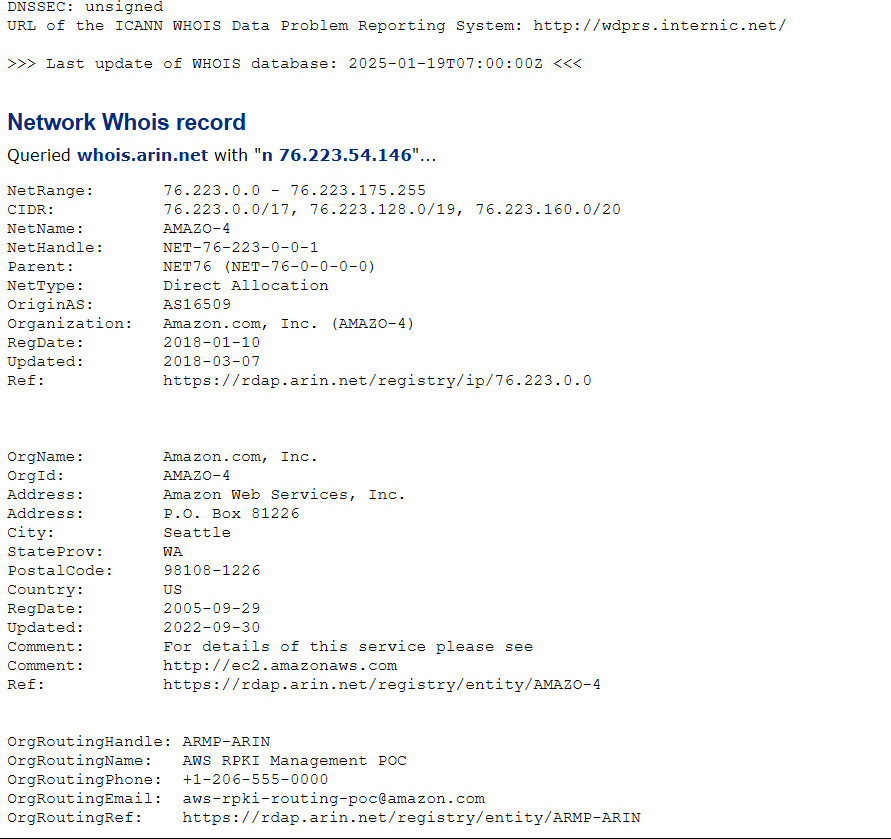 DNSSEC: unsigned
URL of the ICANN WHOIS Data Problem Reporting System: http://wdprs.internic.net/
>>> Last update of WHOIS database: 2025-01-19T07:00:00Z <<<
Network Whois record
Queried whois.arin.net with "n 76.223.54.146"...
NetRange: 76.223.0.0 - 76.223.175.255
CIDR: 76.223.0.0/17, 76.223.128.0/19, 76.223.160.0/20
NetName: AMAZO-4
NetHandle: NET-76-223-0-0-1
Parent: NET76 (NET-76-0-0-0-0)
NetType: Direct Allocation
OriginAS: AS16509
Organization: Amazon.com, Inc. (AMAZO-4)
RegDate: 2018-01-10
Updated: 2018-03-07
Ref: https://rdap.arin.net/registry/ip/76.223.0.0
OrgName: Amazon.com, Inc.
OrgId: AMAZO-4
Address: Amazon Web Services, Inc.
Address: P.O. Box 81226
City: Seattle
StateProv: WA
PostalCode: 98108-1226
Country: US
RegDate: 2005-09-29
Updated: 2022-09-30
Comment: For details of this service please see
Comment: http://ec2.amazonaws.com
Ref: https://rdap.arin.net/registry/entity/AMAZO-4
OrgRoutingHandle: ARMP-ARIN
OrgRoutingName: AWS RPKI Management POC
OrgRoutingPhone: +1-206-555-0000
OrgRoutingEmail: aws-rpki-routing-poc@amazon.com
OrgRoutingRef: https://rdap.arin.net/registry/entity/ARMP-ARIN